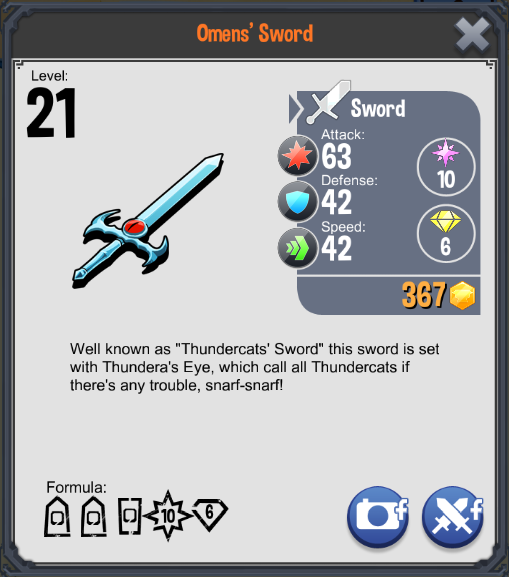 Omens' Sword
Level:
21
Sword
Attack:
63
10
Defense:
42
Speed:
42
6
367
Well known as "Thundercats' Sword" this sword is set
with Thundera's Eye, which call all Thundercats if
there's any trouble, snarf-snarf!
Formula:
10 6
f f